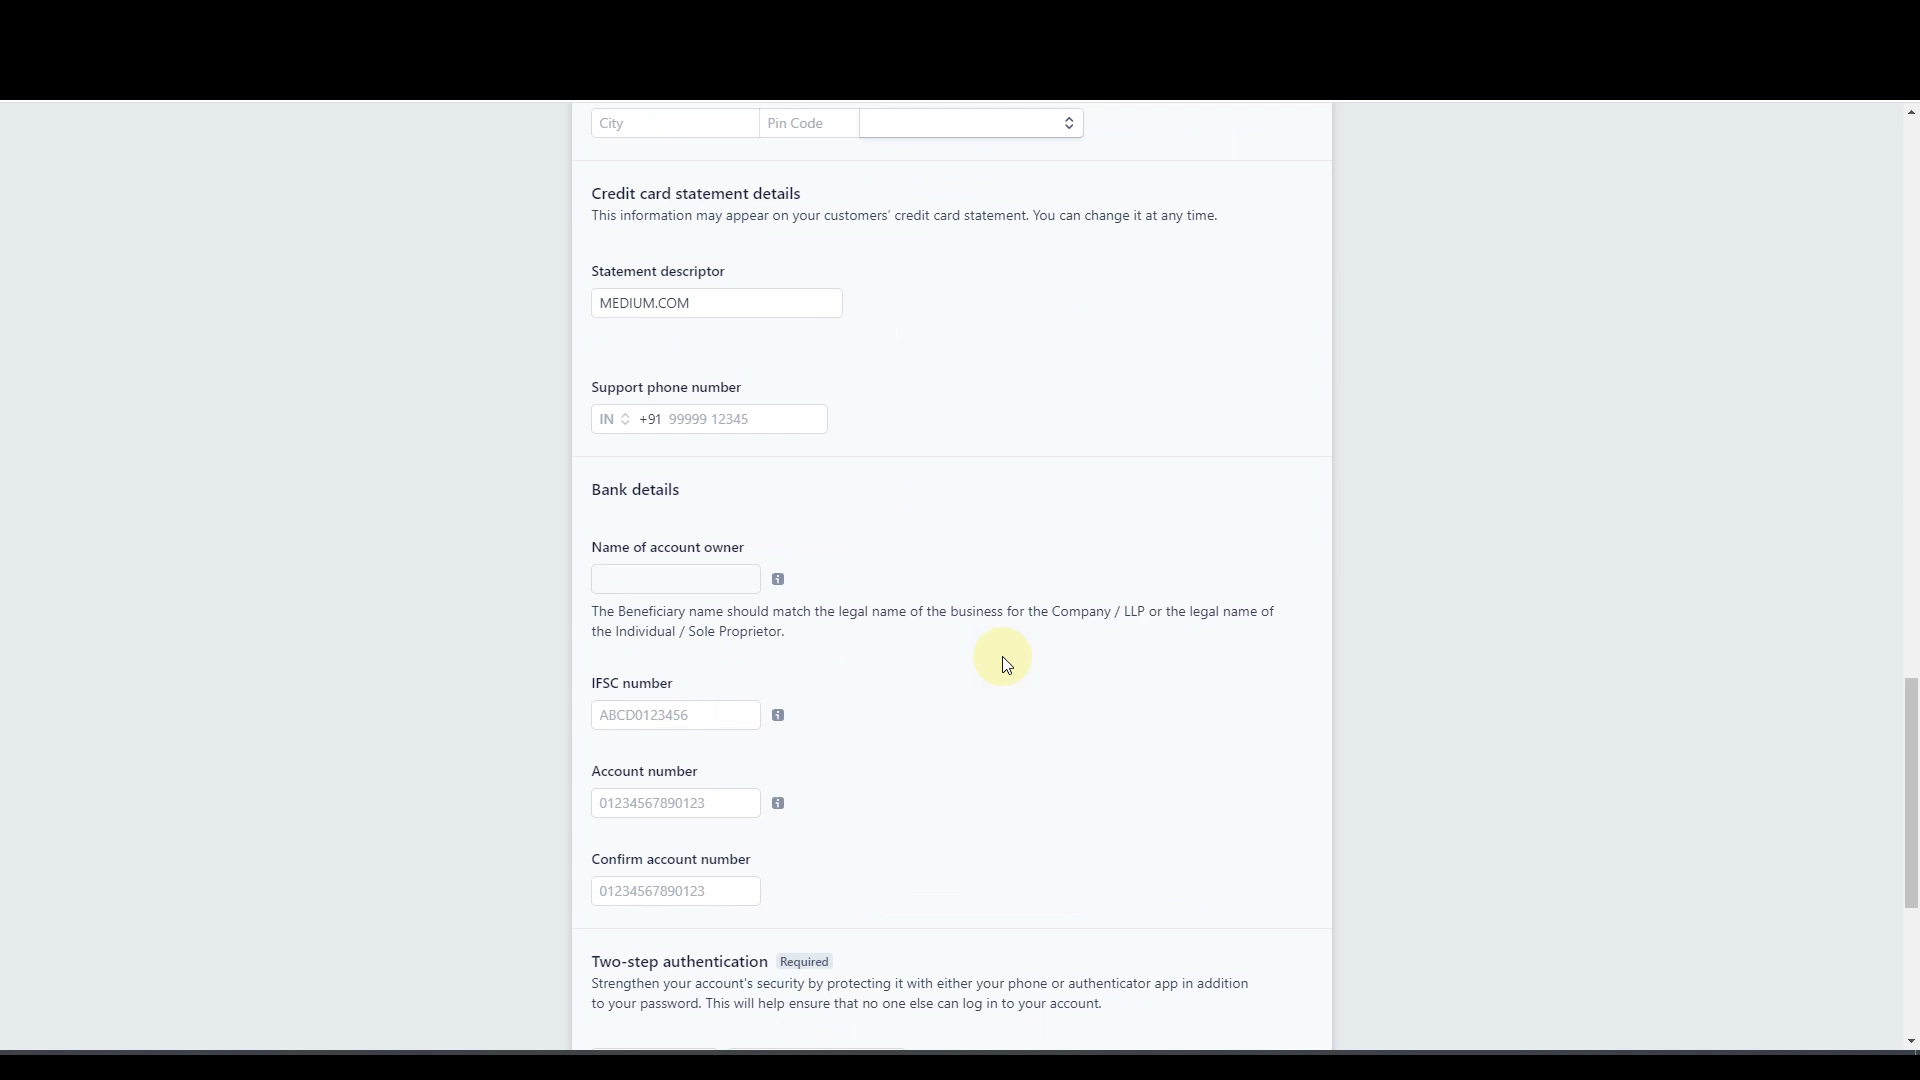 City Pin Code
Credit card statement details
This information may appear on your customers’ credit card statement. You can change it at any time.
Statement descriptor
MEDIUM.COM
Support phone number
IN +91 99999 12345
Bank details
Name of account owner
The Beneficiary name should match the legal name of the business for the Company / LLP or the legal name of
the Individual / Sole Proprietor.
IFSC number
ABCD0123456
Account number
01234567890123
Confirm account number
01234567890123
Two-step authentication Required
Strengthen your account's security by protecting it with either your phone or authenticator app in addition
to your password. This will help ensure that no one else can log in to your account.